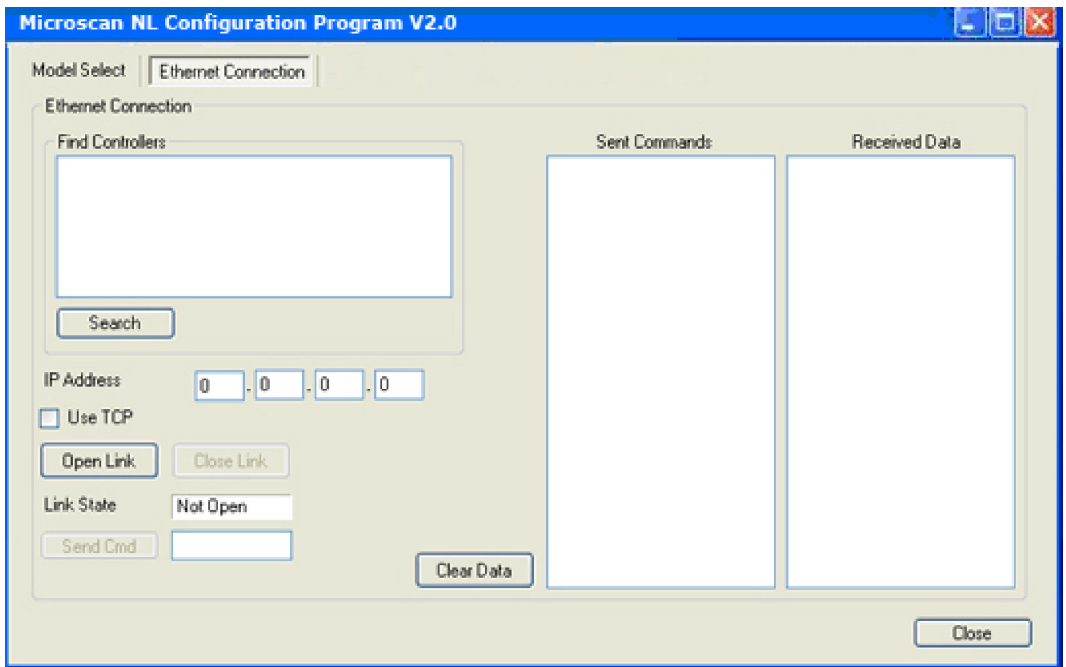 Microscan NL Configuration Program V2.0
Model Select
Ethernet Connection
Ethernet Connection
Find Controllers
Sent Commands
Received Data
Search
IP Address
0 . 0 . 0 . 0
Use TCP
Open Link
Close Link
Link State
Not Open
Send Cmd
Clear Data
Close